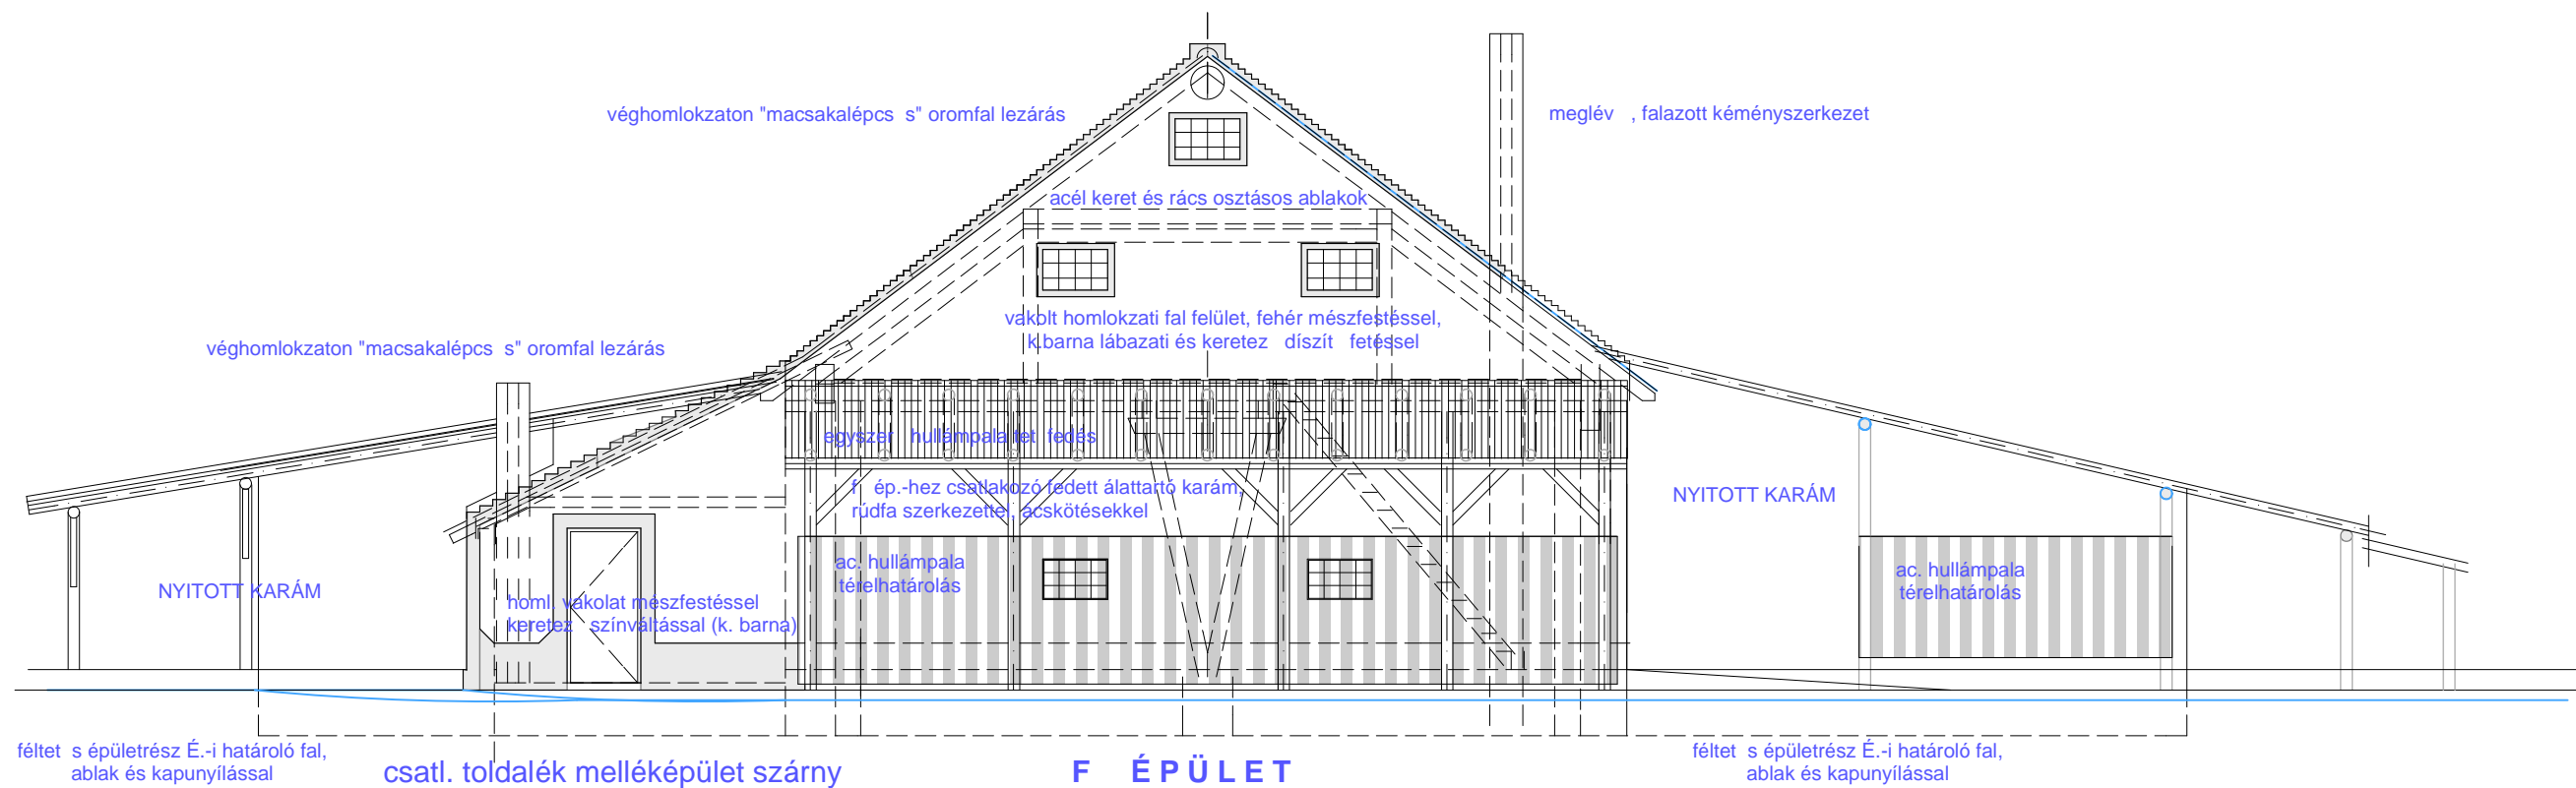 véghomlokzaton "macsakalépcs s" oromfal lezárás
meglév , falazott kéményszerkezet
acél keret és rács osztásos ablakok
vakolt homlokzati fal felület, fehér mészfestéssel,
k.barna lábazati és keretez díszít fetéssel
véghomlokzaton "macsakalépcs s" oromfal lezárás
egyszer hullámpala tet fedés
f ép.-hez csatlakozó fedett álattartó karám,
rúdfa szerkezettel, ácskötésekkel
NYITOTT KARÁM
ac. hullámpala
térelhatárolás
ac. hullámpala
térelhatárolás
NYITOTT KARÁM
homl. vakolat mészfestéssel
keretez színváltással (k. barna)
féltet s épületrész É.-i határoló fal,
ablak és kapunyílással
csatl. toldalék melléképület szárny
F ÉPÜLET
féltet s épületrész É.-i határoló fal,
ablak és kapunyílással